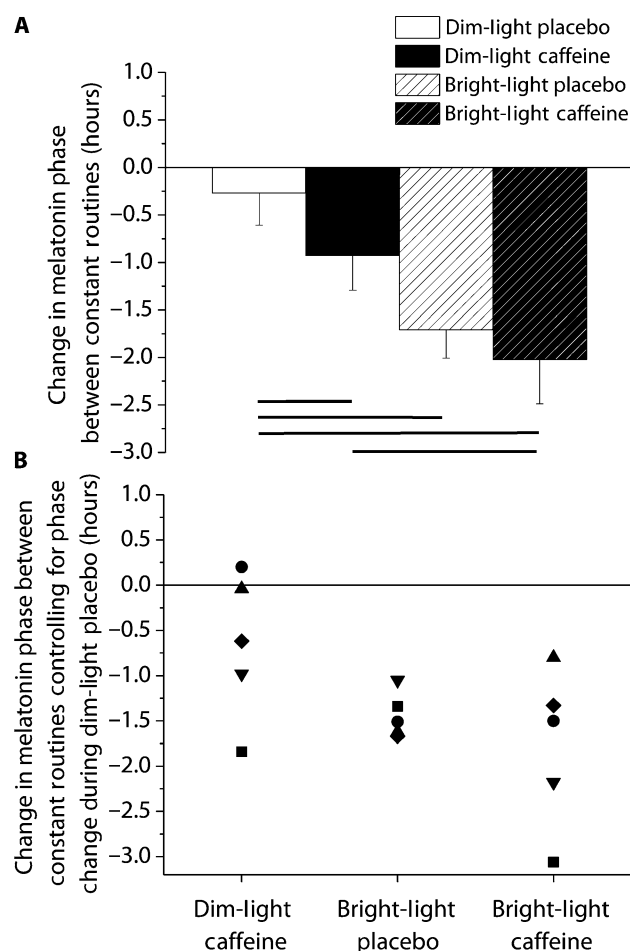 A
Dim-light placebo
Dim-light caffeine
Bright-light placebo
Bright-light caffeine
Change in melatonin phase
between constant routines (hours)
1.0
0.5
0.0
−0.5
−1.0
−1.5
−2.0
−2.5
−3.0
B
Change in melatonin phase between
constant routines controlling for phase
change during dim-light placebo (hours)
1.0
0.5
0.0
−0.5
−1.0
−1.5
−2.0
−2.5
−3.0
Dim-light
caffeine
Bright-light
placebo
Bright-light
caffeine